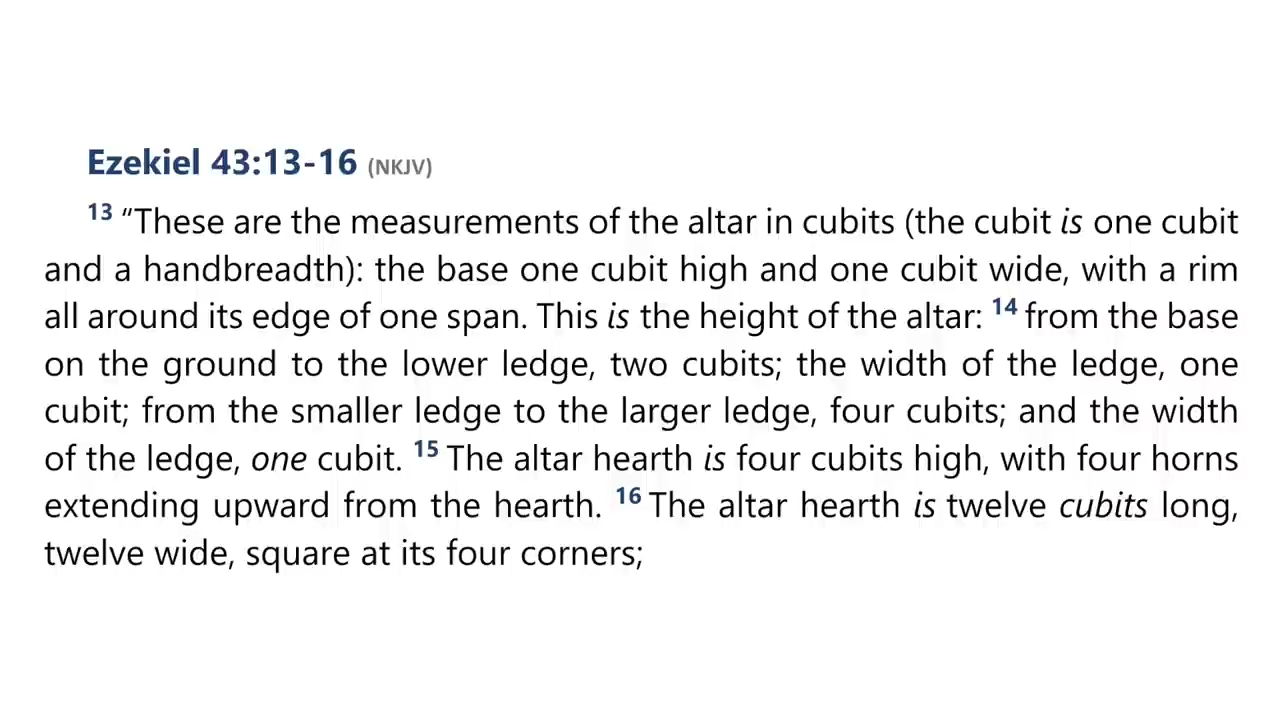 Ezekiel 43:13-16 (NKJV)
13 “These are the measurements of the altar in cubits (the cubit is one cubit
and a handbreadth): the base one cubit high and one cubit wide, with a rim
all around its edge of one span. This is the height of the altar: 14 from the base
on the ground to the lower ledge, two cubits; the width of the ledge, one
cubit; from the smaller ledge to the larger ledge, four cubits; and the width
of the ledge, one cubit. 15 The altar hearth is four cubits high, with four horns
extending upward from the hearth. 16 The altar hearth is twelve cubits long,
twelve wide, square at its four corners;